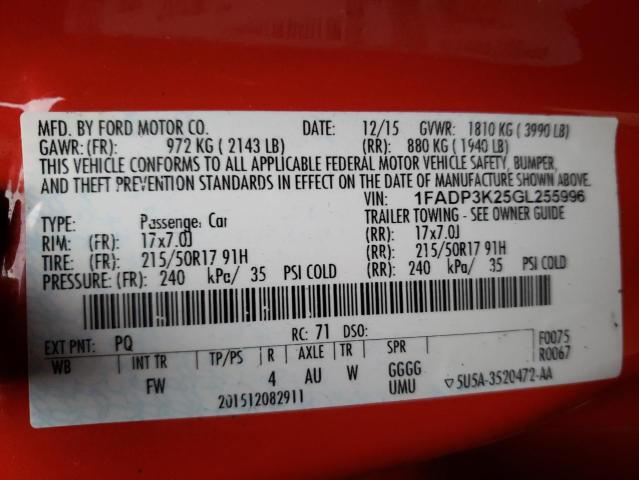 MFD. BY FORD MOTOR CO. DATE: 12/15 GVWR: 1810 KG ( 3990 LB)
GAWR: (FR): 972 KG ( 2143 LB) (RR): 880 KG ( 1940 LB)
THIS VEHICLE CONFORMS TO ALL APPLICABLE FEDERAL MOTOR VEHICLE SAFETY, BUMPER,
AND THEFT PREVENTION STANDARDS IN EFFECT ON THE DATE OF MANUFACTURE SHOWN ABOVE.
VIN: 1FADP3K25GL255996
TYPE: Passenger Car TRAILER TOWING - SEE OWNER GUIDE
RIM: (FR): 17x7.0J (RR): 17x7.0J
TIRE: (FR): 215/50R17 91H (RR): 215/50R17 91H
PRESSURE: (FR): 240 kPa/ 35 PSI COLD (RR): 240 kPa/ 35 PSI COLD
EXT PNT: PQ RC: 71 DSO: F0075
WB INT TR TP/PS R AXLE TR SPR R0067
FW 4 AU W GGGG
UMU ▽5U5A-3520472-AA
201512082911